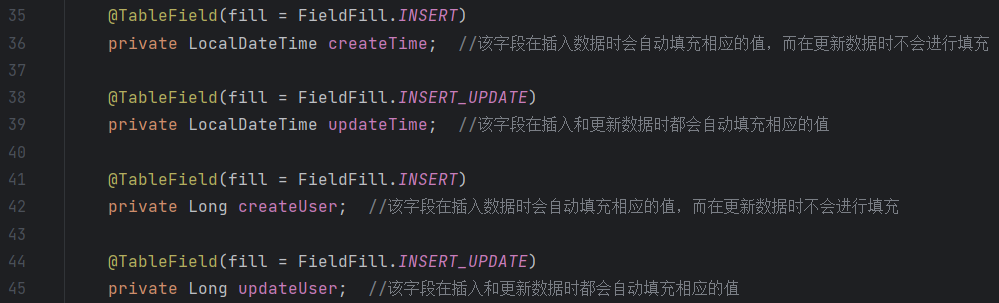 35 @TableField(fill = FieldFill.INSERT)
36 private LocalDateTime createTime;  //该字段在插入数据时会自动填充相应的值，而在更新数据时不会进行填充
37
38 @TableField(fill = FieldFill.INSERT_UPDATE)
39 private LocalDateTime updateTime;  //该字段在插入和更新数据时都会自动填充相应的值
40
41 @TableField(fill = FieldFill.INSERT)
42 private Long createUser;  //该字段在插入数据时会自动填充相应的值，而在更新数据时不会进行填充
43
44 @TableField(fill = FieldFill.INSERT_UPDATE)
45 private Long updateUser;  //该字段在插入和更新数据时都会自动填充相应的值